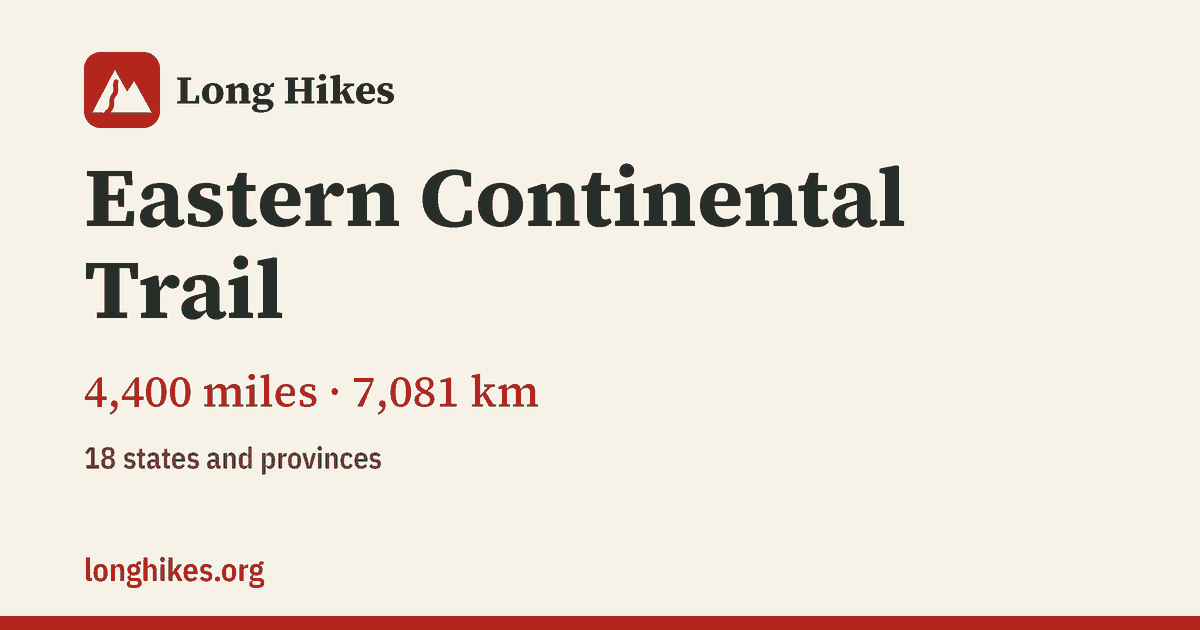 Long Hikes
Eastern Continental
Trail
4,400 miles · 7,081 km
18 states and provinces
longhikes.org